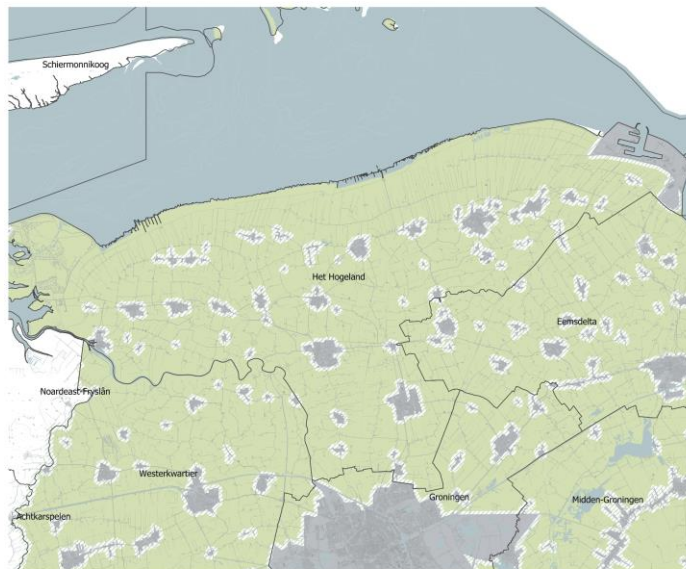 Schiermonnikoog
Het Hogeland
Eemsdelta
Noardeast-Fryslân
Westerkwartier
Groningen
Midden-Groningen
Achtkarspelen